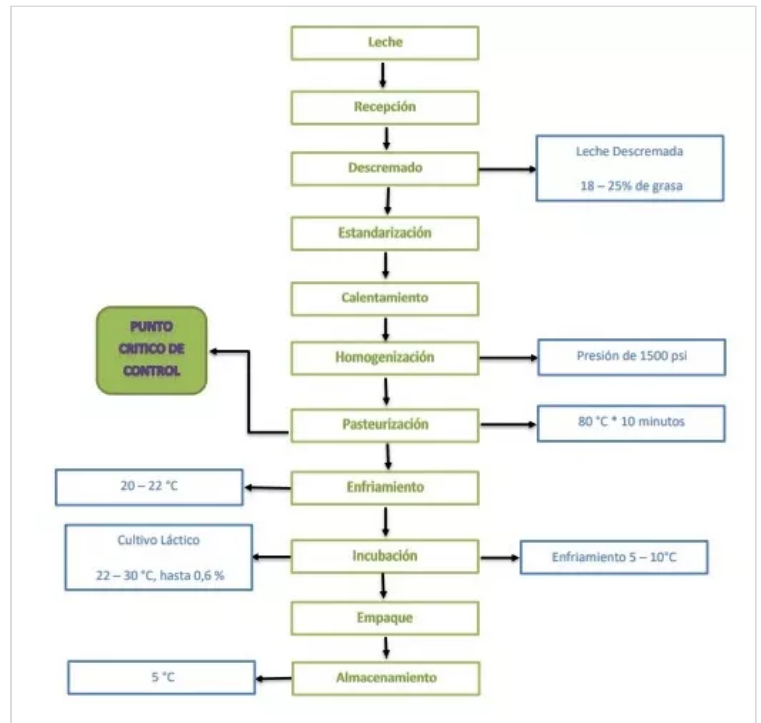 Leche
Recepción
Descremado
Leche Descremada
18 – 25% de grasa
Estandarización
Calentamiento
PUNTO
CRITICO DE
CONTROL
Homogenización
Presión de 1500 psi
Pasteurización
80 °C * 10 minutos
20 – 22 °C
Enfriamiento
Cultivo Láctico
22 – 30 °C, hasta 0,6 %
Incubación
Enfriamiento 5 – 10°C
Empaque
5 °C
Almacenamiento